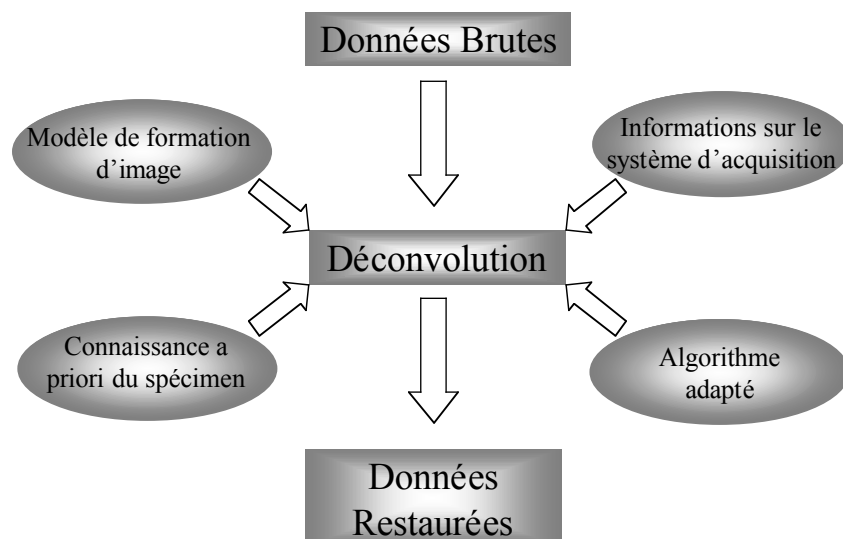 Données Brutes
Modèle de formation
d'image
Informations sur le
système d'acquisition
Déconvolution
Connaissance a
priori du spécimen
Algorithme
adapté
Données
Restaurées